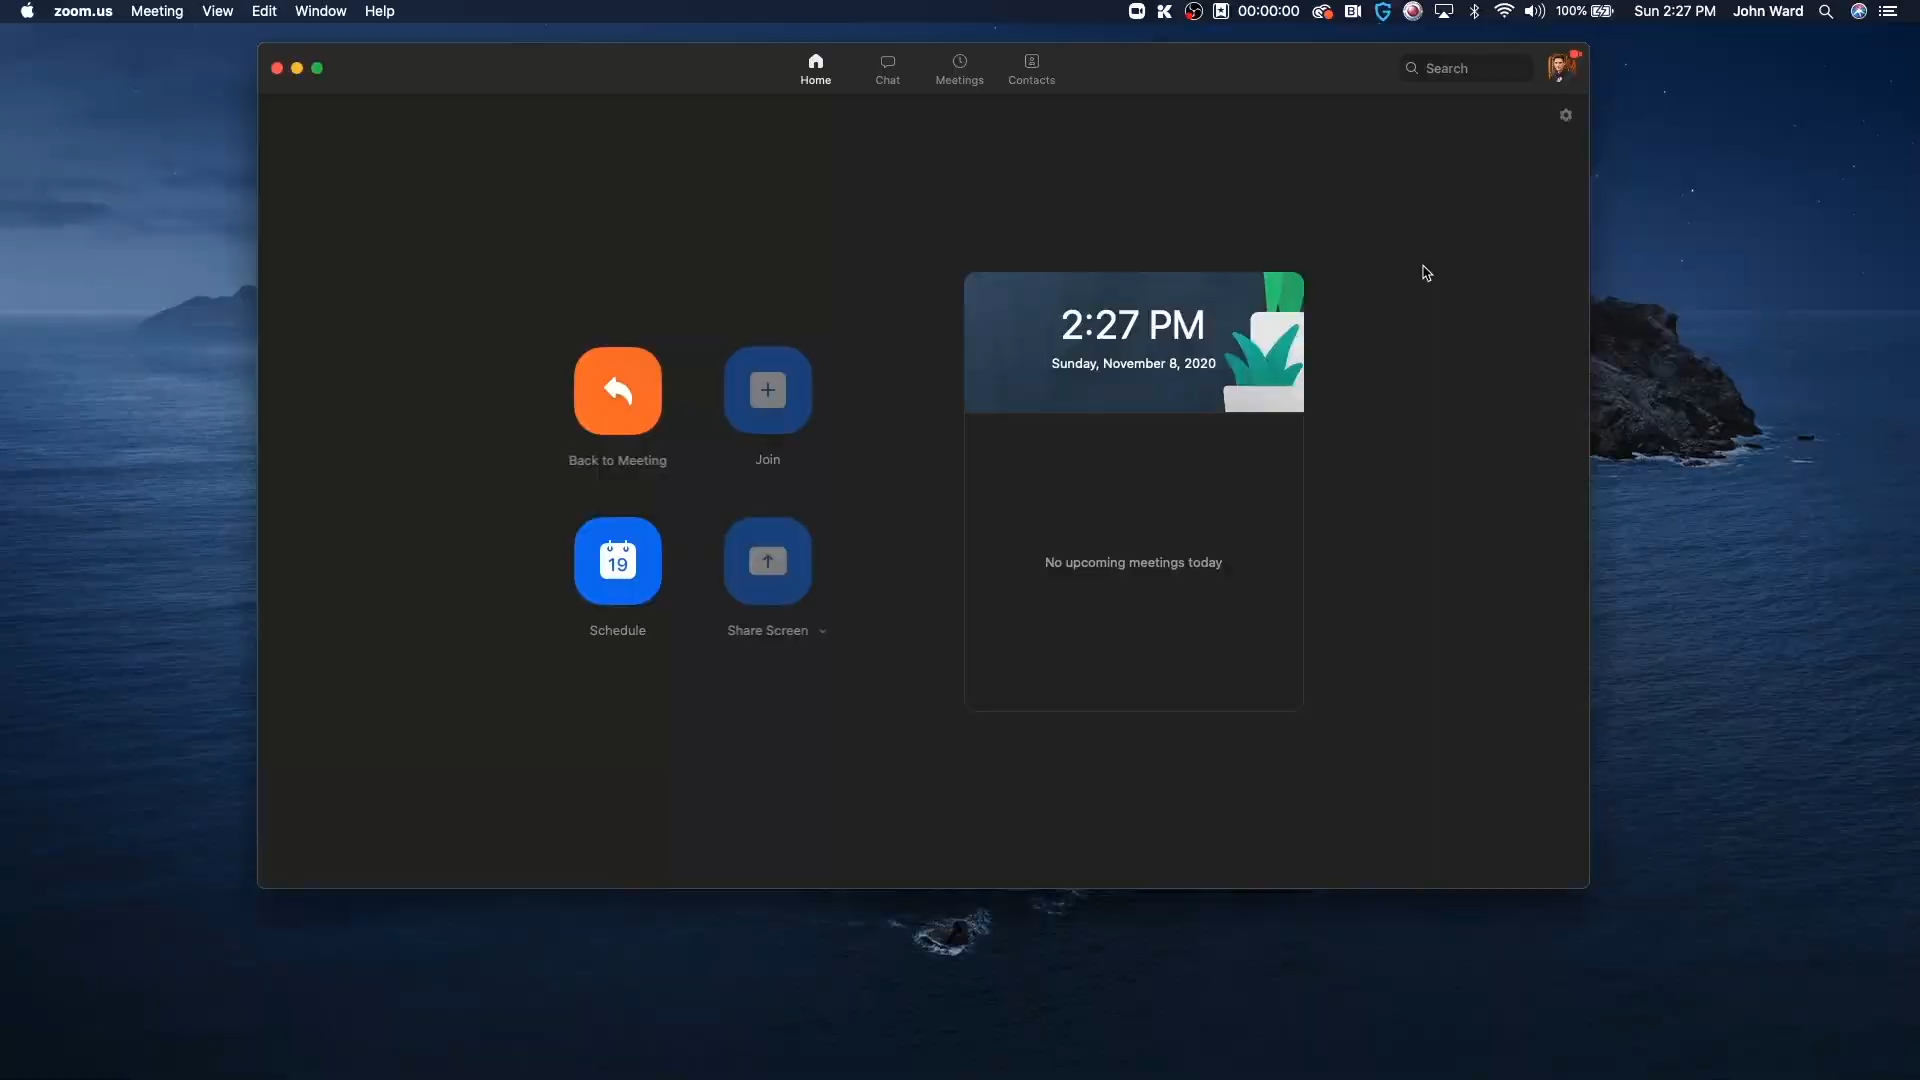 zoom.us Meeting View Edit Window Help 00:00:00 100% Sun 2:27 PM John Ward
Home Chat Meetings Contacts Search
2:27 PM
Sunday, November 8, 2020
Back to Meeting Join
19
No upcoming meetings today
Schedule Share Screen